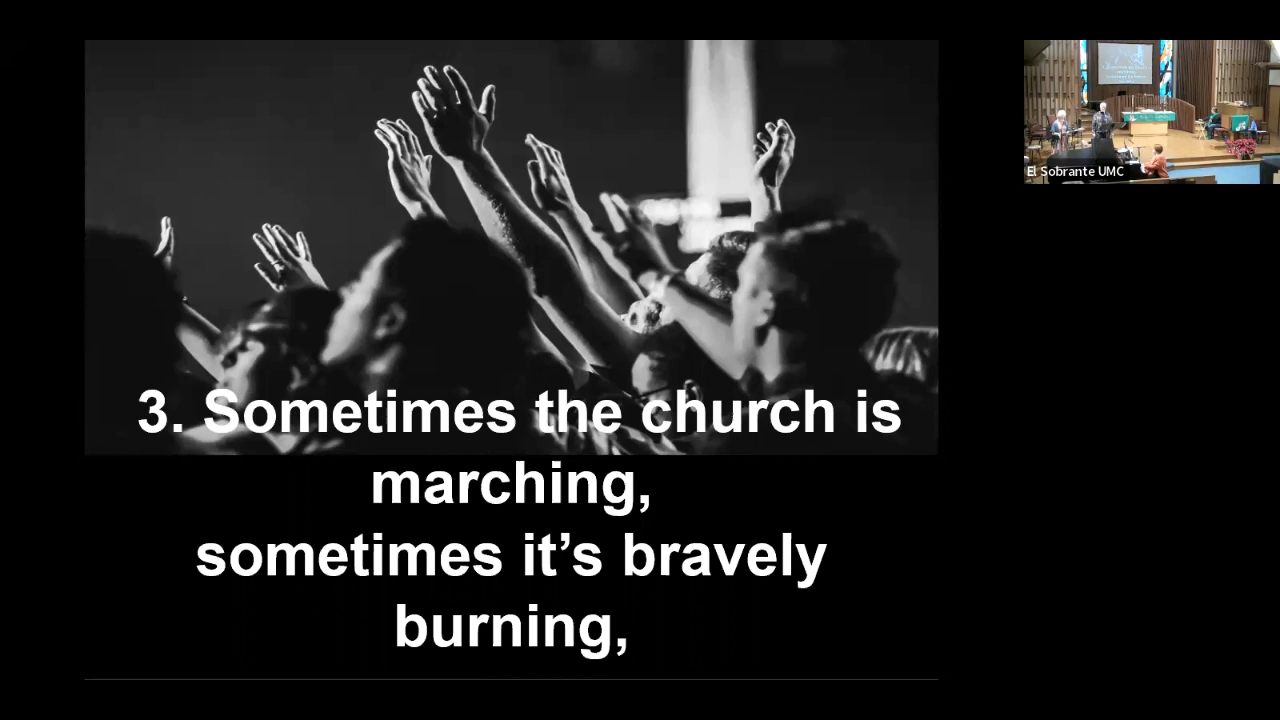 3. Sometimes the church is
marching,
sometimes it’s bravely
burning,
El Sobrante UMC